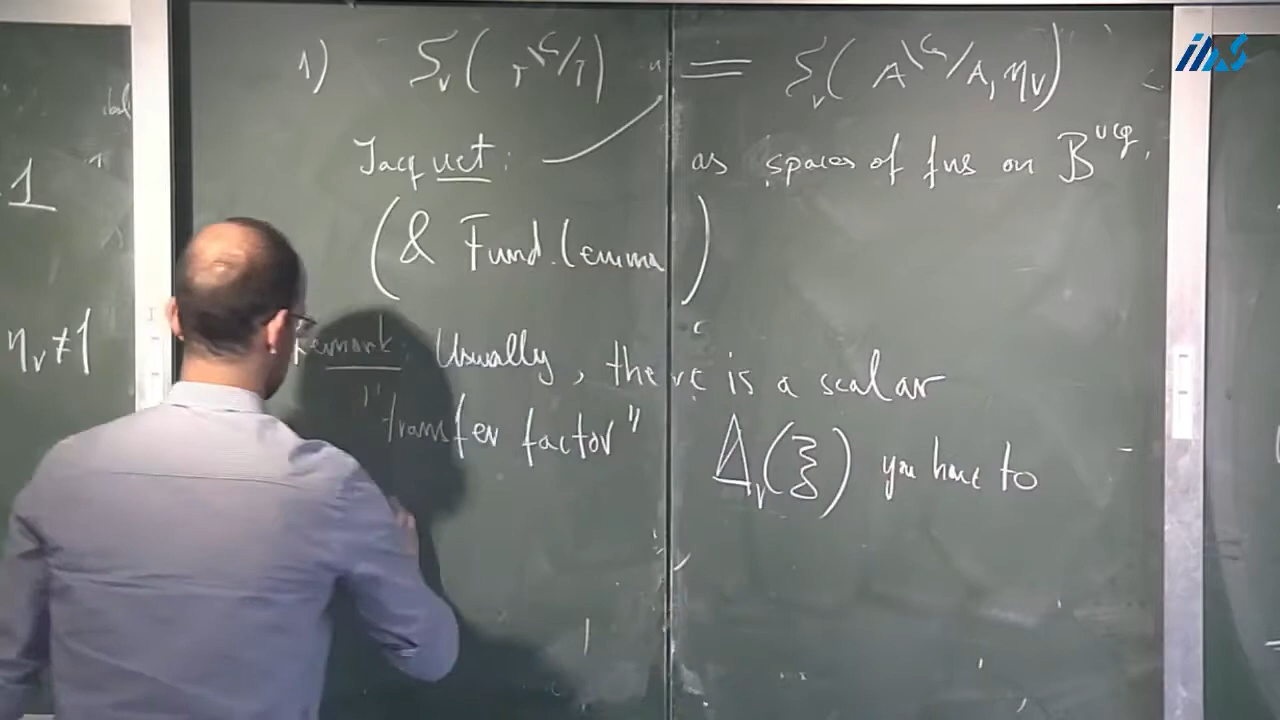 1) S_v( T\G/T ) = S_v( A\G/A, η_v )
Jacquet: as spaces of fns on B^reg.
(& Fund. Lemma)
Remark: Usually, there is a scalar
"transfer factor" Δ_v(ξ) you have to
1
η_v ≠ 1